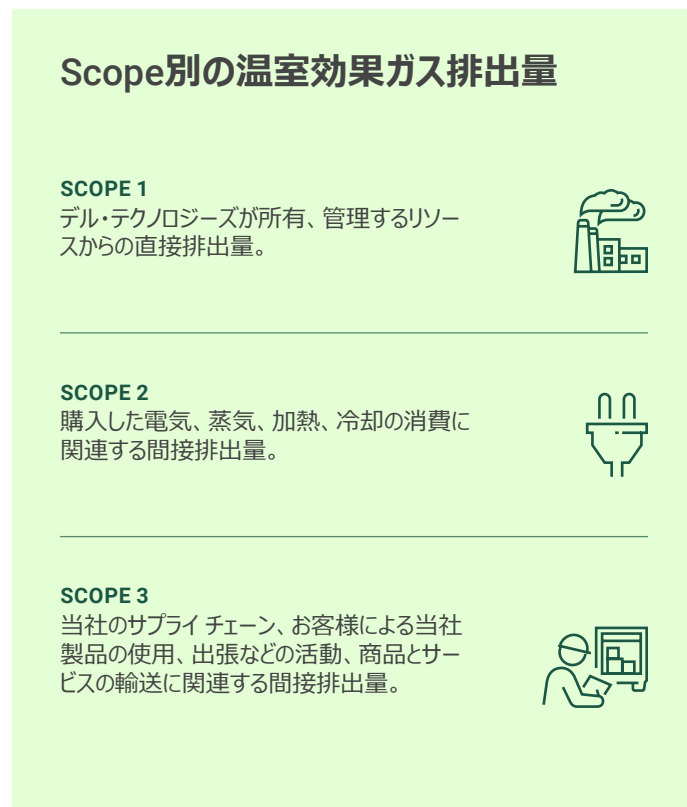 Scope別の温室効果ガス排出量
SCOPE 1
デル・テクノロジーズが所有、管理するリソー
スからの直接排出量。
SCOPE 2
購入した電気、蒸気、加熱、冷却の消費に
関連する間接排出量。
SCOPE 3
当社のサプライ チェーン、お客様による当社
製品の使用、出張などの活動、商品とサー
ビスの輸送に関連する間接排出量。